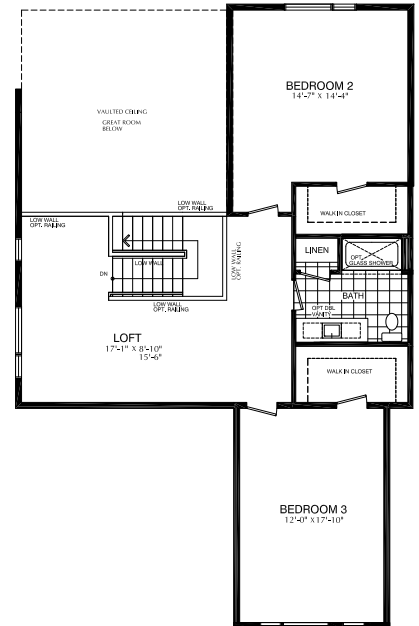 BEDROOM 2
14'-7" X 14'-4"
VAULTED CEILING
GREAT ROOM
BELOW
LOW WALL
OPT. RAILING
WALK IN CLOSET
LOW WALL
OPT. RAILING
LOW WALL
OPT. RAILING
LINEN
OPT.
GLASS SHOWER
LOW WALL
DN
BATH
LOW WALL
OPT. RAILING
OPT DBL
VANITY
LOFT
17'-1" X 8'-10"
15'-6"
WALK IN CLOSET
BEDROOM 3
12'-0" X 17'-10"